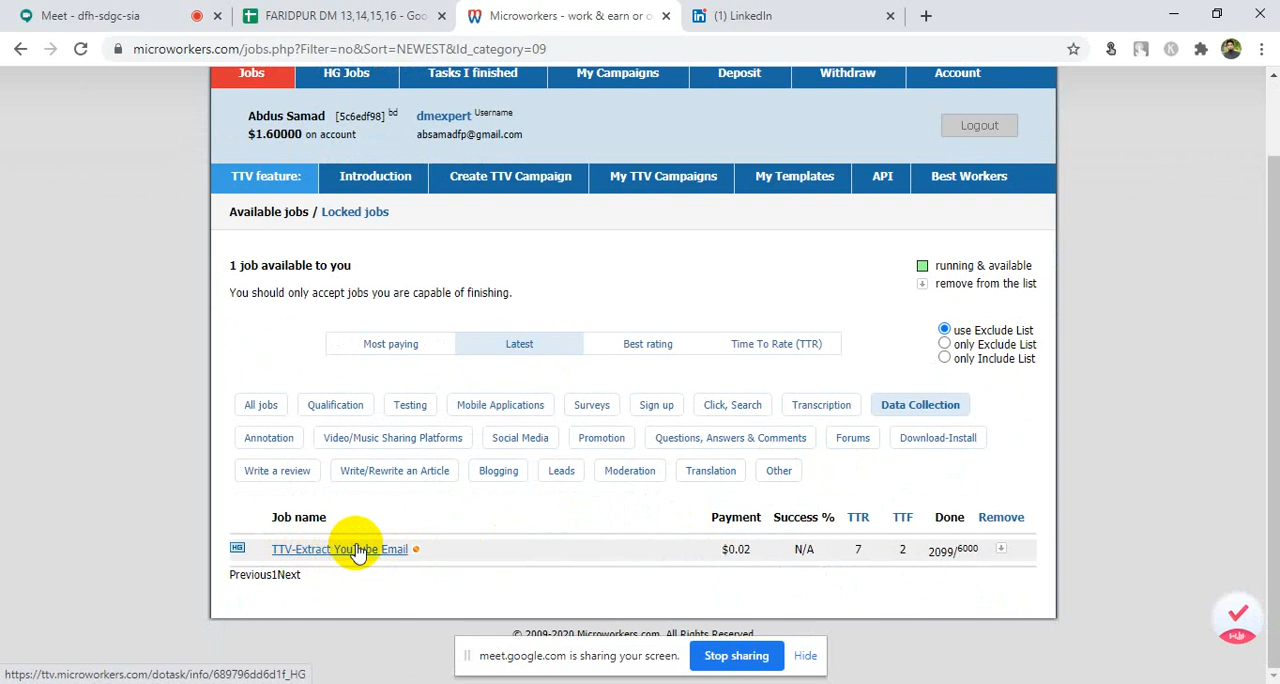 Meet - dfh-sdgc-sia
FARIDPUR DM 13,14,15,16 - Goo
Microworkers - work & earn or o
(1) LinkedIn
microworkers.com/jobs.php?Filter=no&Sort=NEWEST&Id_category=09
Jobs HG Jobs Tasks I finished My Campaigns Deposit Withdraw Account
Abdus Samad [5c6edf98] bd dmexpert Username
$1.60000 on account absamadfp@gmail.com
Logout
TTV feature: Introduction Create TTV Campaign My TTV Campaigns My Templates API Best Workers
Available jobs / Locked jobs
1 job available to you
running & available
You should only accept jobs you are capable of finishing.
remove from the list
use Exclude List
only Exclude List
only Include List
Most paying Latest Best rating Time To Rate (TTR)
All jobs Qualification Testing Mobile Applications Surveys Sign up Click, Search Transcription Data Collection
Annotation Video/Music Sharing Platforms Social Media Promotion Questions, Answers & Comments Forums Download-Install
Write a review Write/Rewrite an Article Blogging Leads Moderation Translation Other
Job name Payment Success % TTR TTF Done Remove
HG TTV-Extract Youtube Email $0.02 N/A 7 2 2099/6000
Previous1Next
© 2009-2020 Microworkers.com. All Rights Reserved
meet.google.com is sharing your screen. Stop sharing Hide
https://ttv.microworkers.com/dotask/info/689796dd6d1f_HG